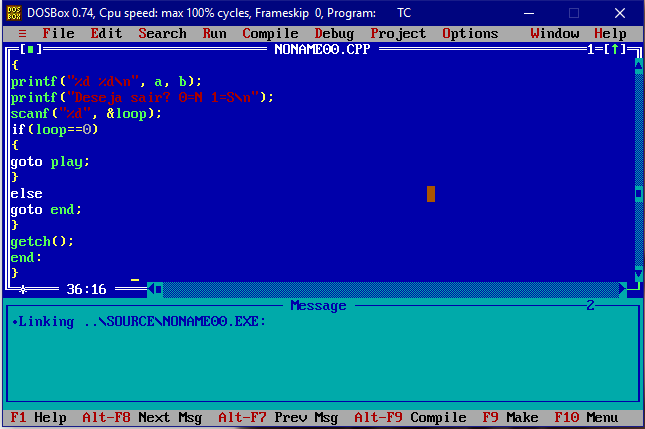 DOSBox 0.74, Cpu speed: max 100% cycles, Frameskip 0, Program: TC
≡ File Edit Search Run Compile Debug Project Options Window Help
[■] NONAME00.CPP 1=[↑]
{
printf("%d %d\n", a, b);
printf("Deseja sair? 0=N 1=S\n");
scanf("%d", &loop);
if(loop==0)
{
goto play;
}
else
goto end;
}
getch();
end:
}
36:16
Message 2
•Linking ..\SOURCE\NONAME00.EXE:
F1 Help Alt-F8 Next Msg Alt-F7 Prev Msg Alt-F9 Compile F9 Make F10 Menu